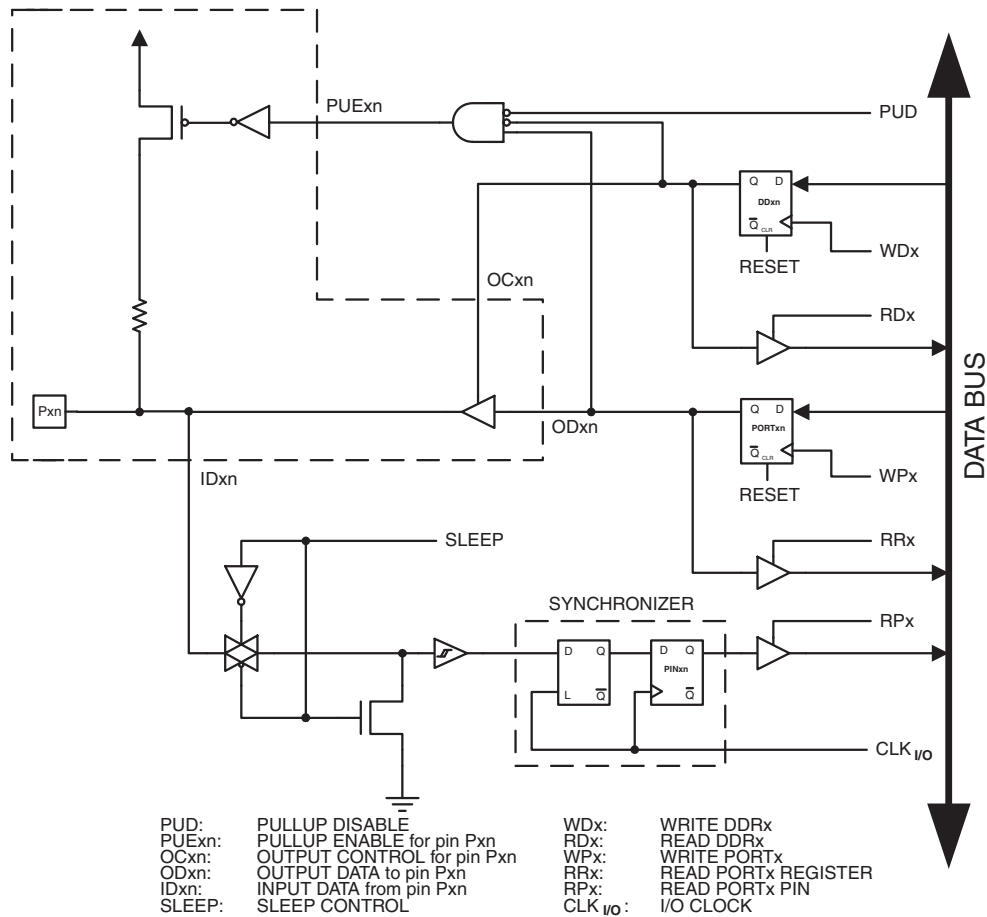 PUExn
PUD
Q D
DDxn
Q CLR
WDx
RESET
OCxn
RDx
Pxn
ODxn
Q D
PORTxn
Q CLR
WPx
RESET
IDxn
DATA BUS
SLEEP
RRx
SYNCHRONIZER
RPx
D Q
L Q
D Q
PINxn
Q
CLK I/O
PUD: PULLUP DISABLE
PUExn: PULLUP ENABLE for pin Pxn
OCxn: OUTPUT CONTROL for pin Pxn
ODxn: OUTPUT DATA to pin Pxn
IDxn: INPUT DATA from pin Pxn
SLEEP: SLEEP CONTROL
WDx: WRITE DDRx
RDx: READ DDRx
WPx: WRITE PORTx
RRx: READ PORTx REGISTER
RPx: READ PORTx PIN
CLK I/O : I/O CLOCK